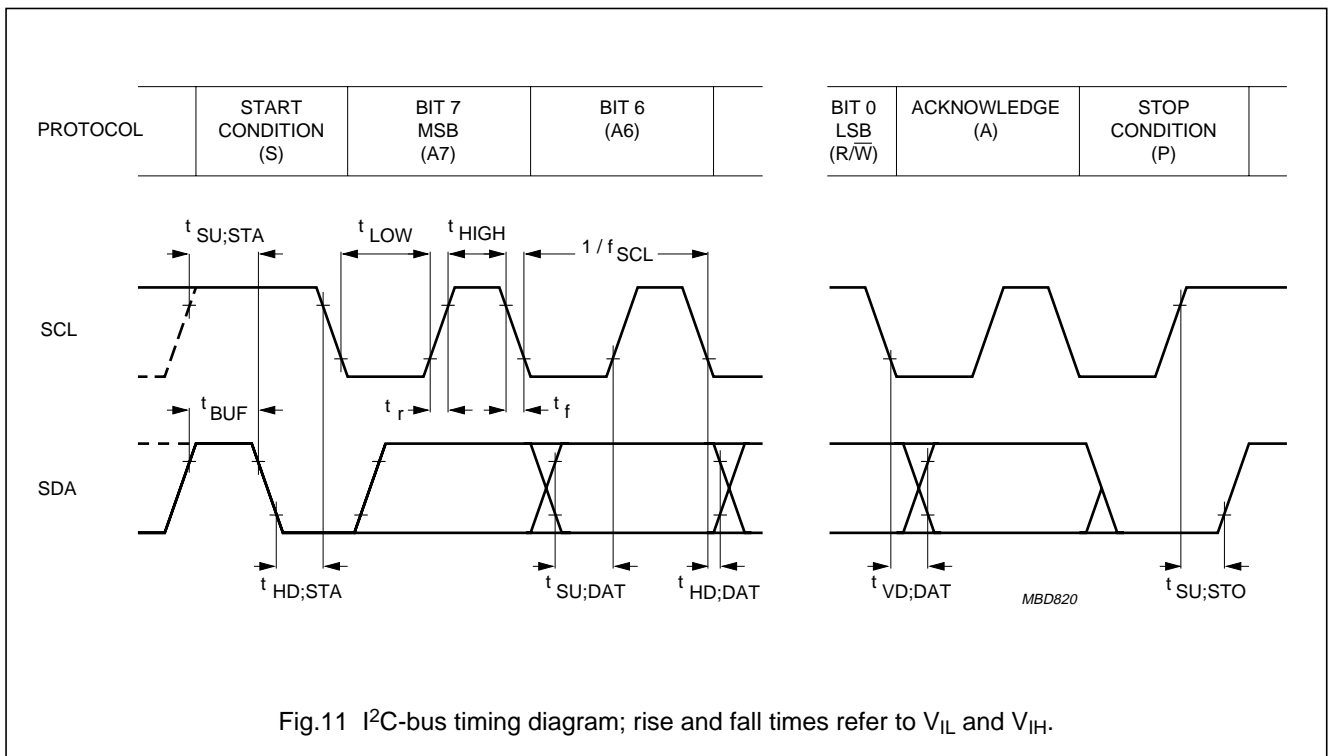 PROTOCOL
START
CONDITION
(S)
BIT 7
MSB
(A7)
BIT 6
(A6)
BIT 0
LSB
(R/W̅)
ACKNOWLEDGE
(A)
STOP
CONDITION
(P)
t SU;STA
t LOW
t HIGH
1 / f SCL
SCL
t BUF
t r
t f
SDA
t HD;STA
t SU;DAT
t HD;DAT
t VD;DAT
MBD820
t SU;STO
Fig.11 I²C-bus timing diagram; rise and fall times refer to VIL and VIH.